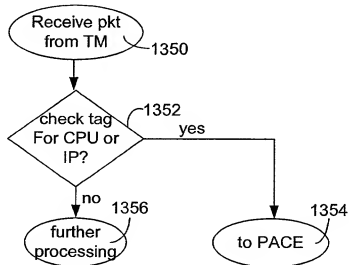 Receive pkt
from TM
1350
check tag
For CPU or
IP?
1352
yes
no
1356
further
processing
1354
to PACE